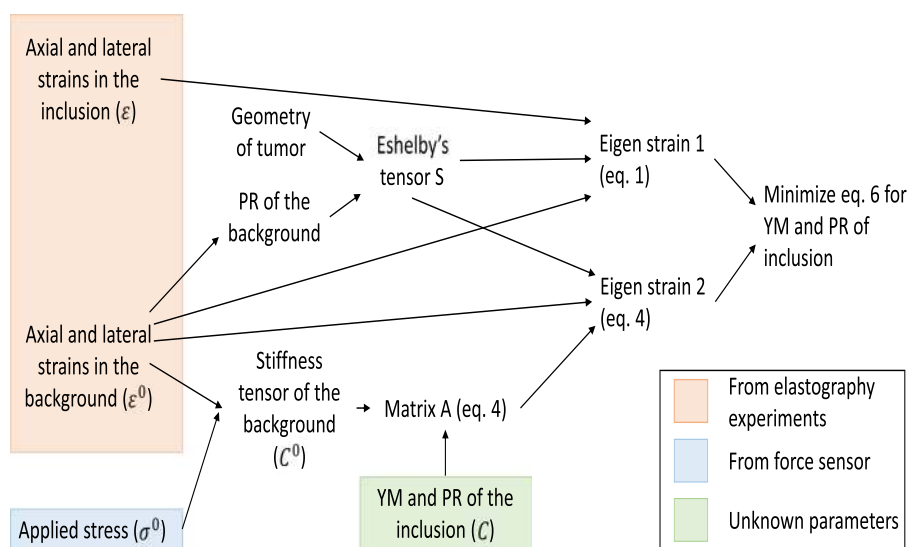 Axial and lateral
strains in the
inclusion (ε)
Geometry
of tumor
Eshelby's
tensor S
PR of the
background
Eigen strain 1
(eq. 1)
Minimize eq. 6 for
YM and PR of
inclusion
Eigen strain 2
(eq. 4)
Axial and lateral
strains in the
background (ε⁰)
Stiffness
tensor of the
background
(C⁰)
Matrix A (eq. 4)
YM and PR of the
inclusion (C)
Applied stress (σ⁰)
From elastography
experiments
From force sensor
Unknown parameters